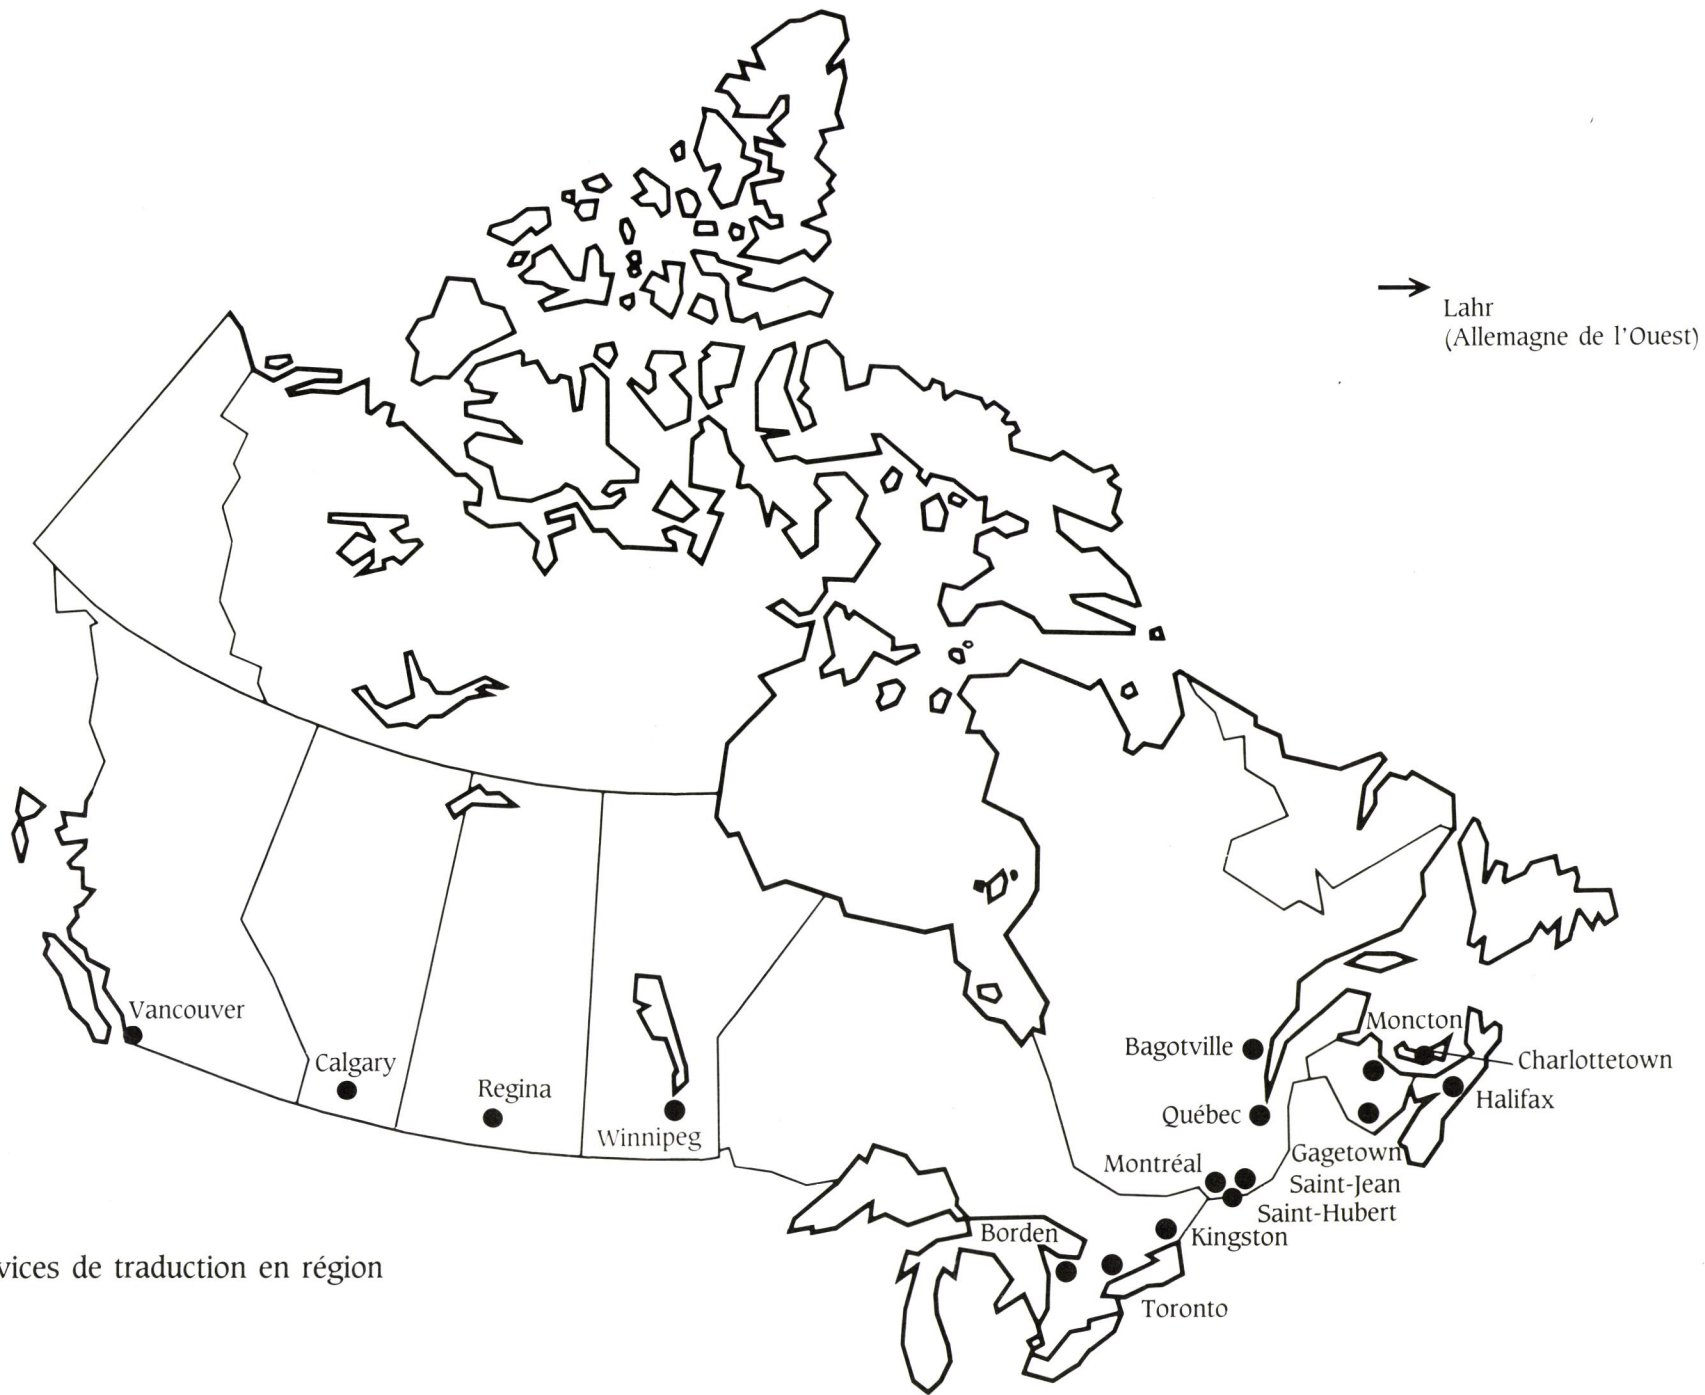 Lahr
(Allemagne de l'Ouest)
Vancouver
Calgary
Regina
Winnipeg
Moncton
Bagotville
Charlottetown
Halifax
Québec
Gagetown
Montréal
Saint-Jean
Saint-Hubert
Borden
Kingston
Toronto
vices de traduction en région